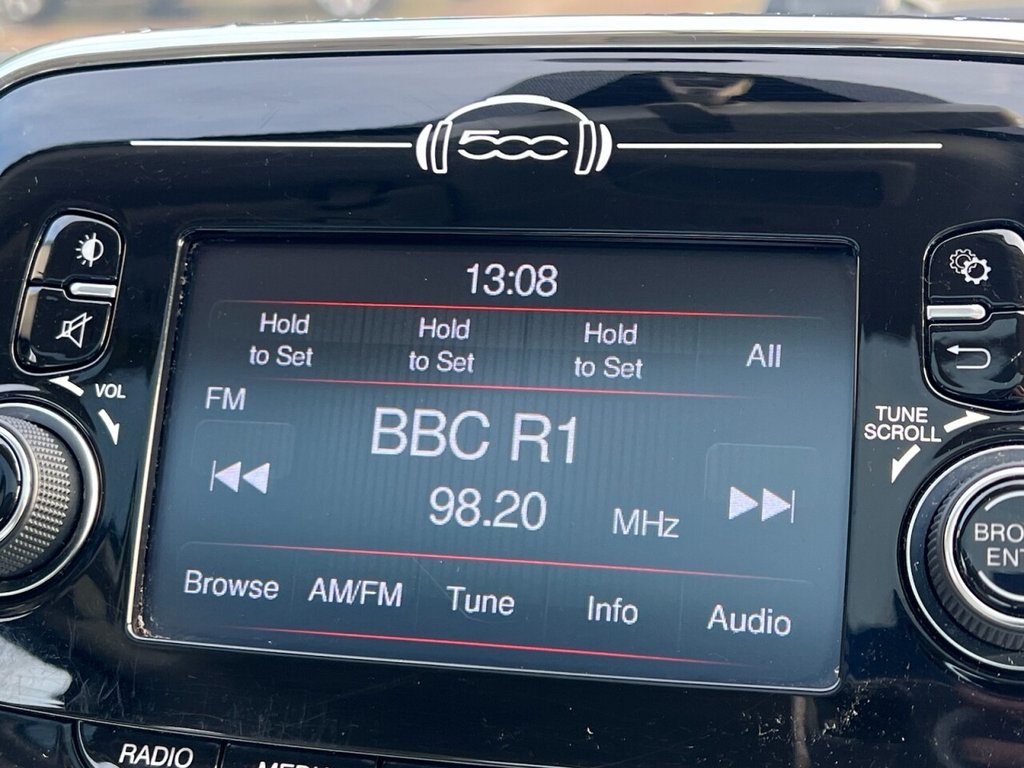 500
13:08
Hold
to Set
Hold
to Set
Hold
to Set
All
VOL
FM
BBC R1
TUNE
SCROLL
98.20
MHz
Browse
AM/FM
Tune
Info
Audio
RADIO